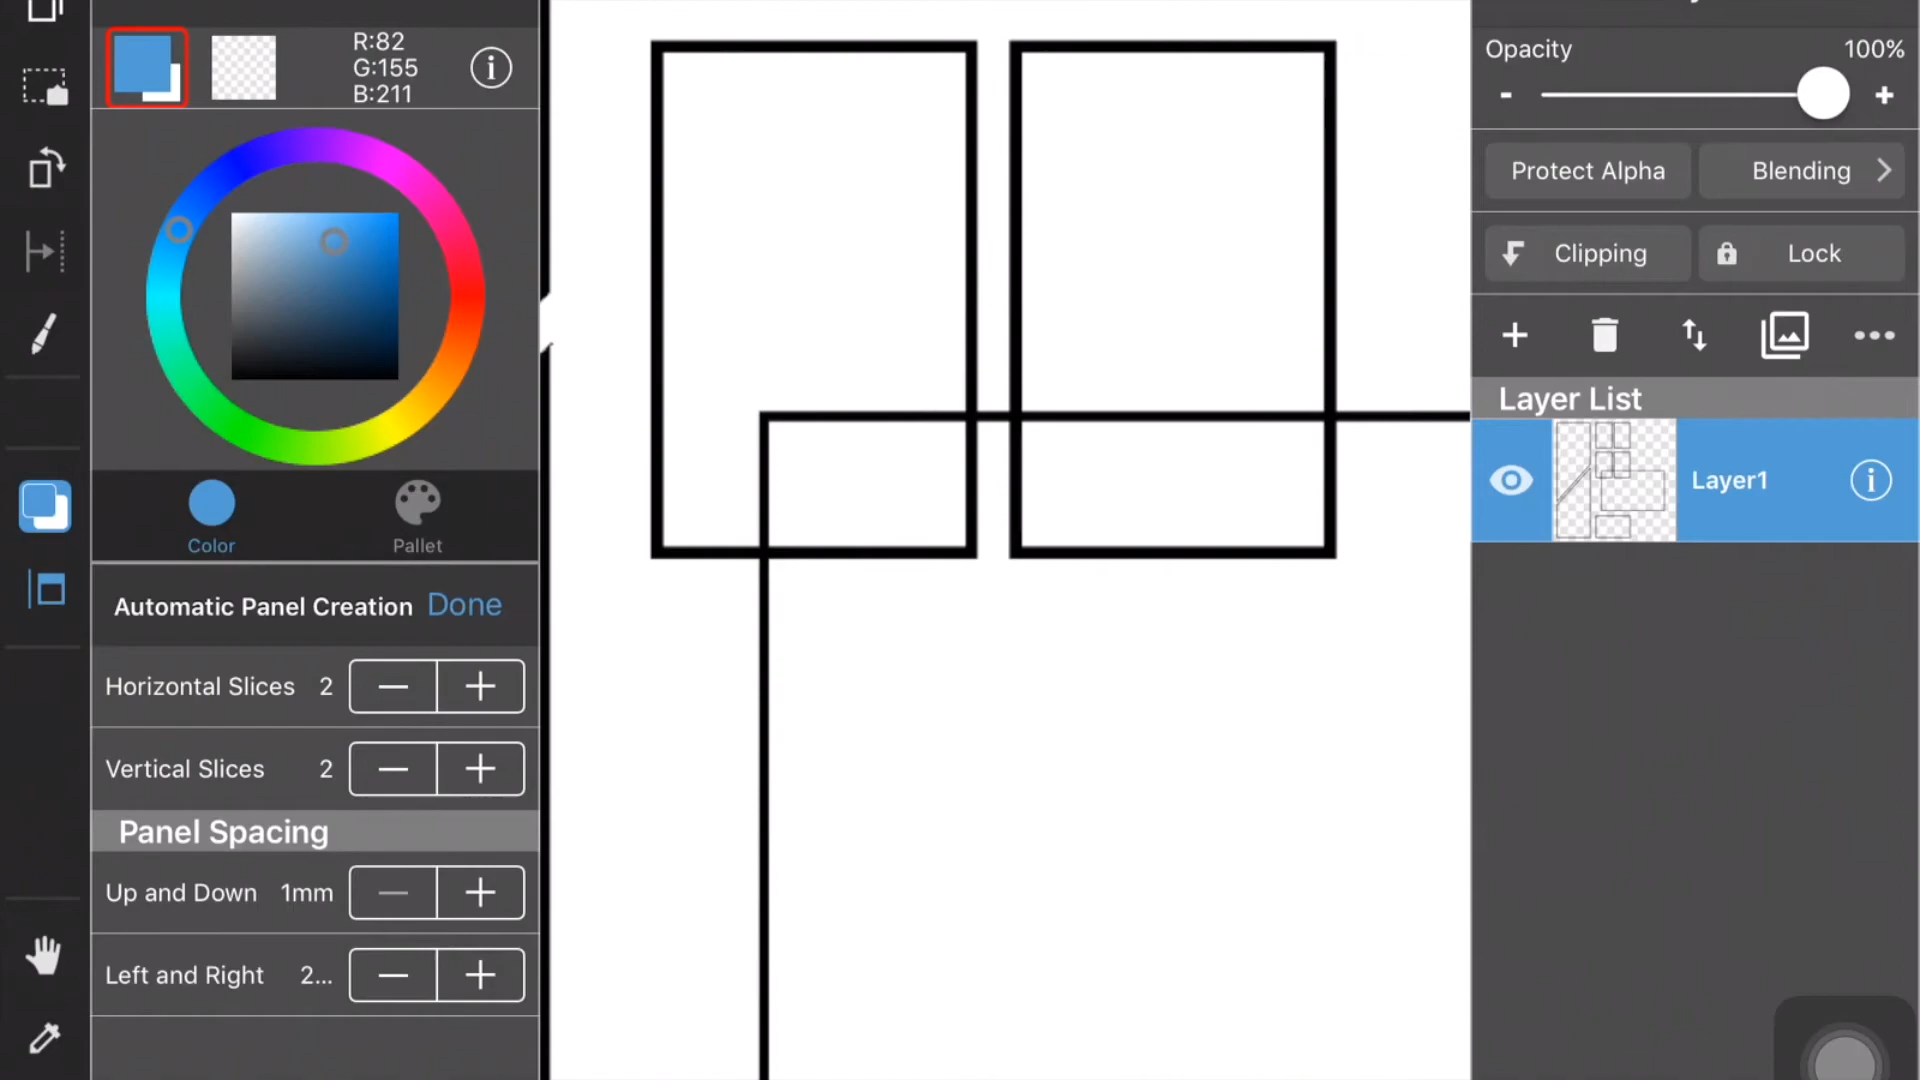 R:82
G:155
B:211
Color
Pallet
Automatic Panel Creation Done
Horizontal Slices 2
Vertical Slices 2
Panel Spacing
Up and Down 1mm
Left and Right 2...
Opacity 100%
- +
Protect Alpha Blending
Clipping Lock
Layer List
Layer1